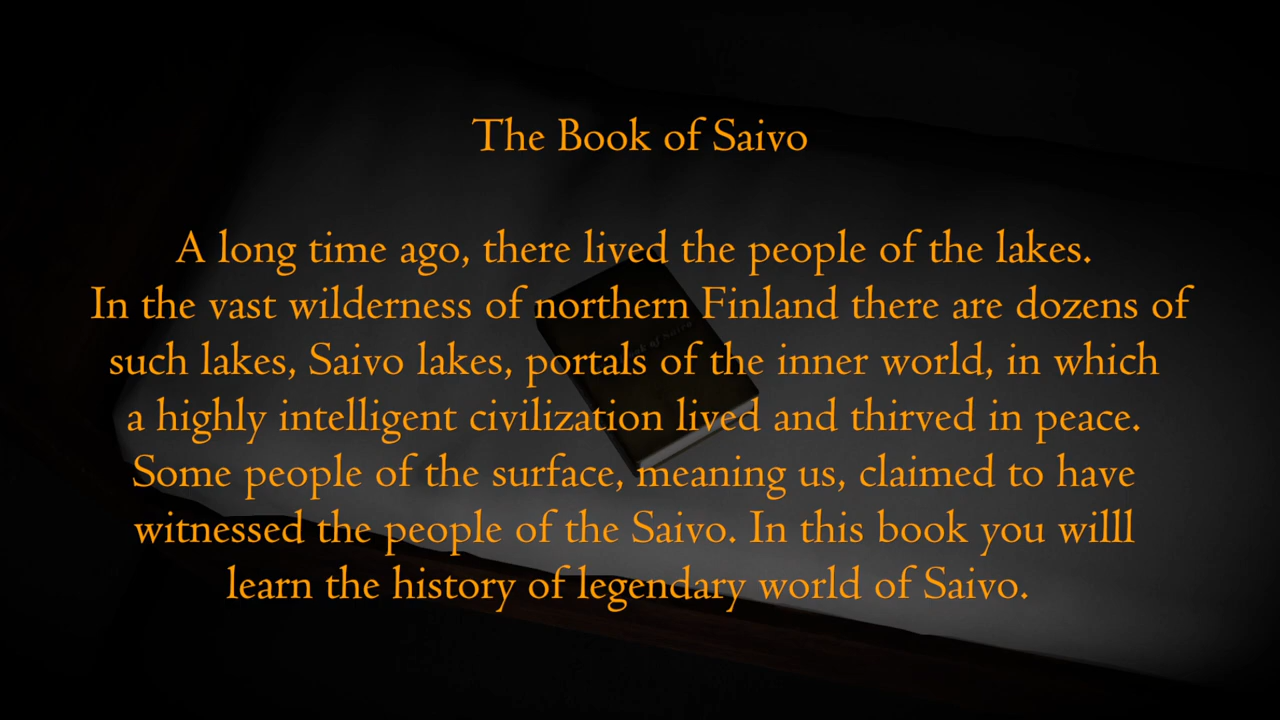 The Book of Saivo
A long time ago, there lived the people of the lakes.
In the vast wilderness of northern Finland there are dozens of
such lakes, Saivo lakes, portals of the inner world, in which
a highly intelligent civilization lived and thirved in peace.
Some people of the surface, meaning us, claimed to have
witnessed the people of the Saivo. In this book you willl
learn the history of legendary world of Saivo.